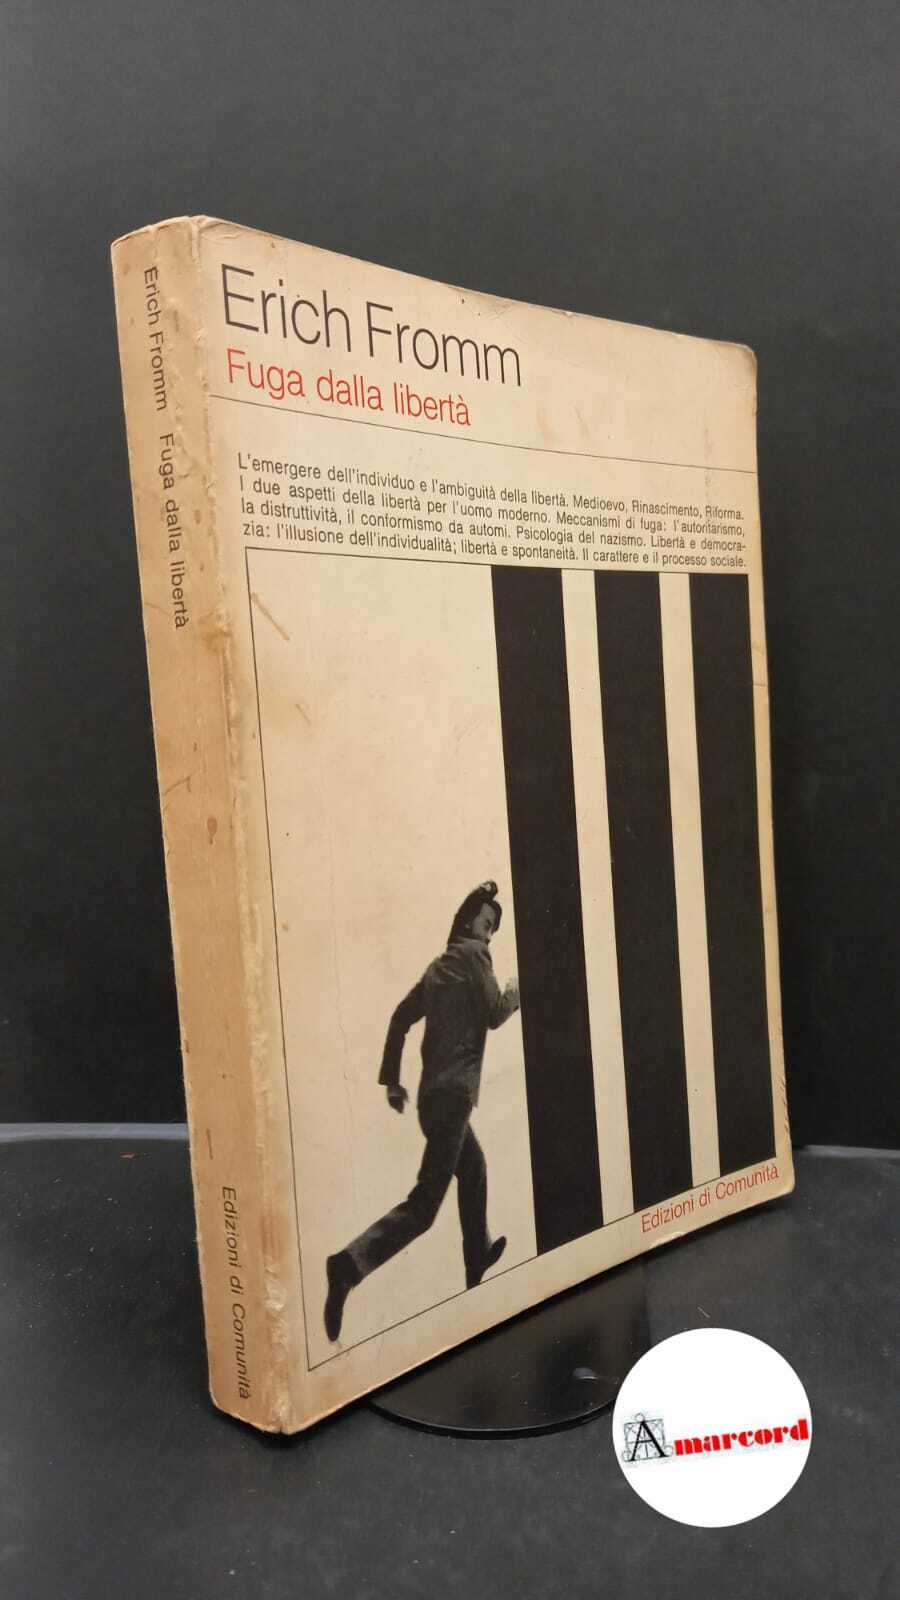 Erich Fromm
Fuga dalla libertà
L'emergere dell'individuo e l'ambiguità della libertà. Medioevo, Rinascimento, Riforma.
I due aspetti della libertà per l'uomo moderno. Meccanismi di fuga: l'autoritarismo,
la distruttività, il conformismo da automi. Psicologia del nazismo. Libertà e democra-
zia: l'illusione dell'individualità; libertà e spontaneità. Il carattere e il processo sociale.
Edizioni di Comunità
Erich Fromm Fuga dalla libertà
Edizioni di Comunità
Amarcord